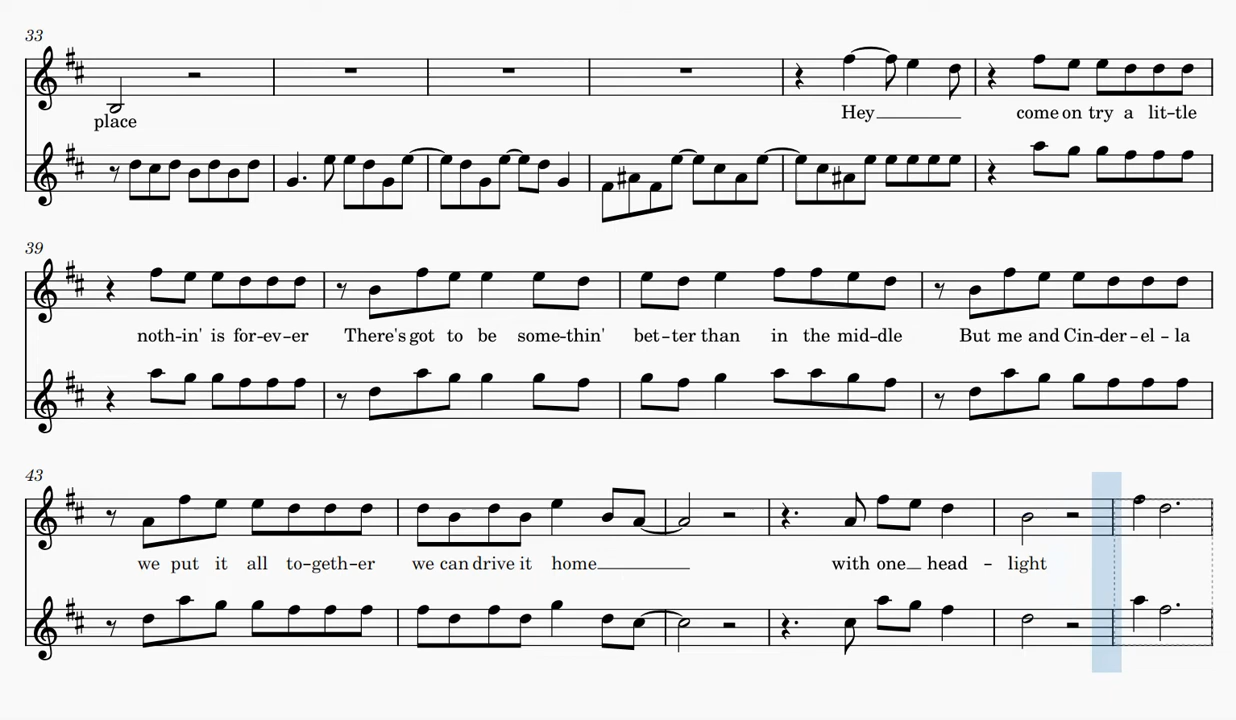 33
place Hey come on try a lit-tle
39
noth-in' is for-ev-er There's got to be some-thin' bet-ter than in the mid-dle But me and Cin-der-el-la
43
we put it all to-geth-er we can drive it home with one head-light